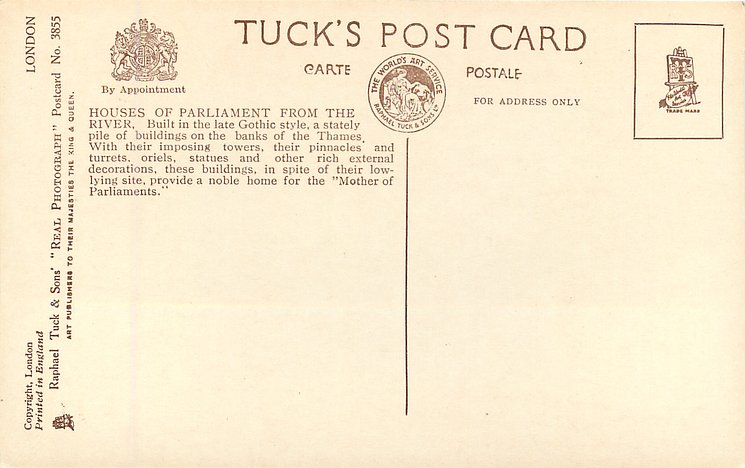 TUCK'S POST CARD
CARTE POSTALE
FOR ADDRESS ONLY
By Appointment
THE WORLD'S ART SERVICE
RAPHAEL TUCK & SONS LD
TRADE MARK
HOUSES OF PARLIAMENT FROM THE
RIVER, Built in the late Gothic style, a stately
pile of buildings on the banks of the Thames
With their imposing towers, their pinnacles and
turrets, oriels, statues and other rich external
decorations, these buildings, in spite of their low-
lying site, provide a noble home for the "Mother of
Parliaments."
LONDON
Copyright, London
Printed in England
Raphael Tuck & Sons' "REAL PHOTOGRAPH" Postcard No. 3855
ART PUBLISHERS TO THEIR MAJESTIES THE KING & QUEEN.